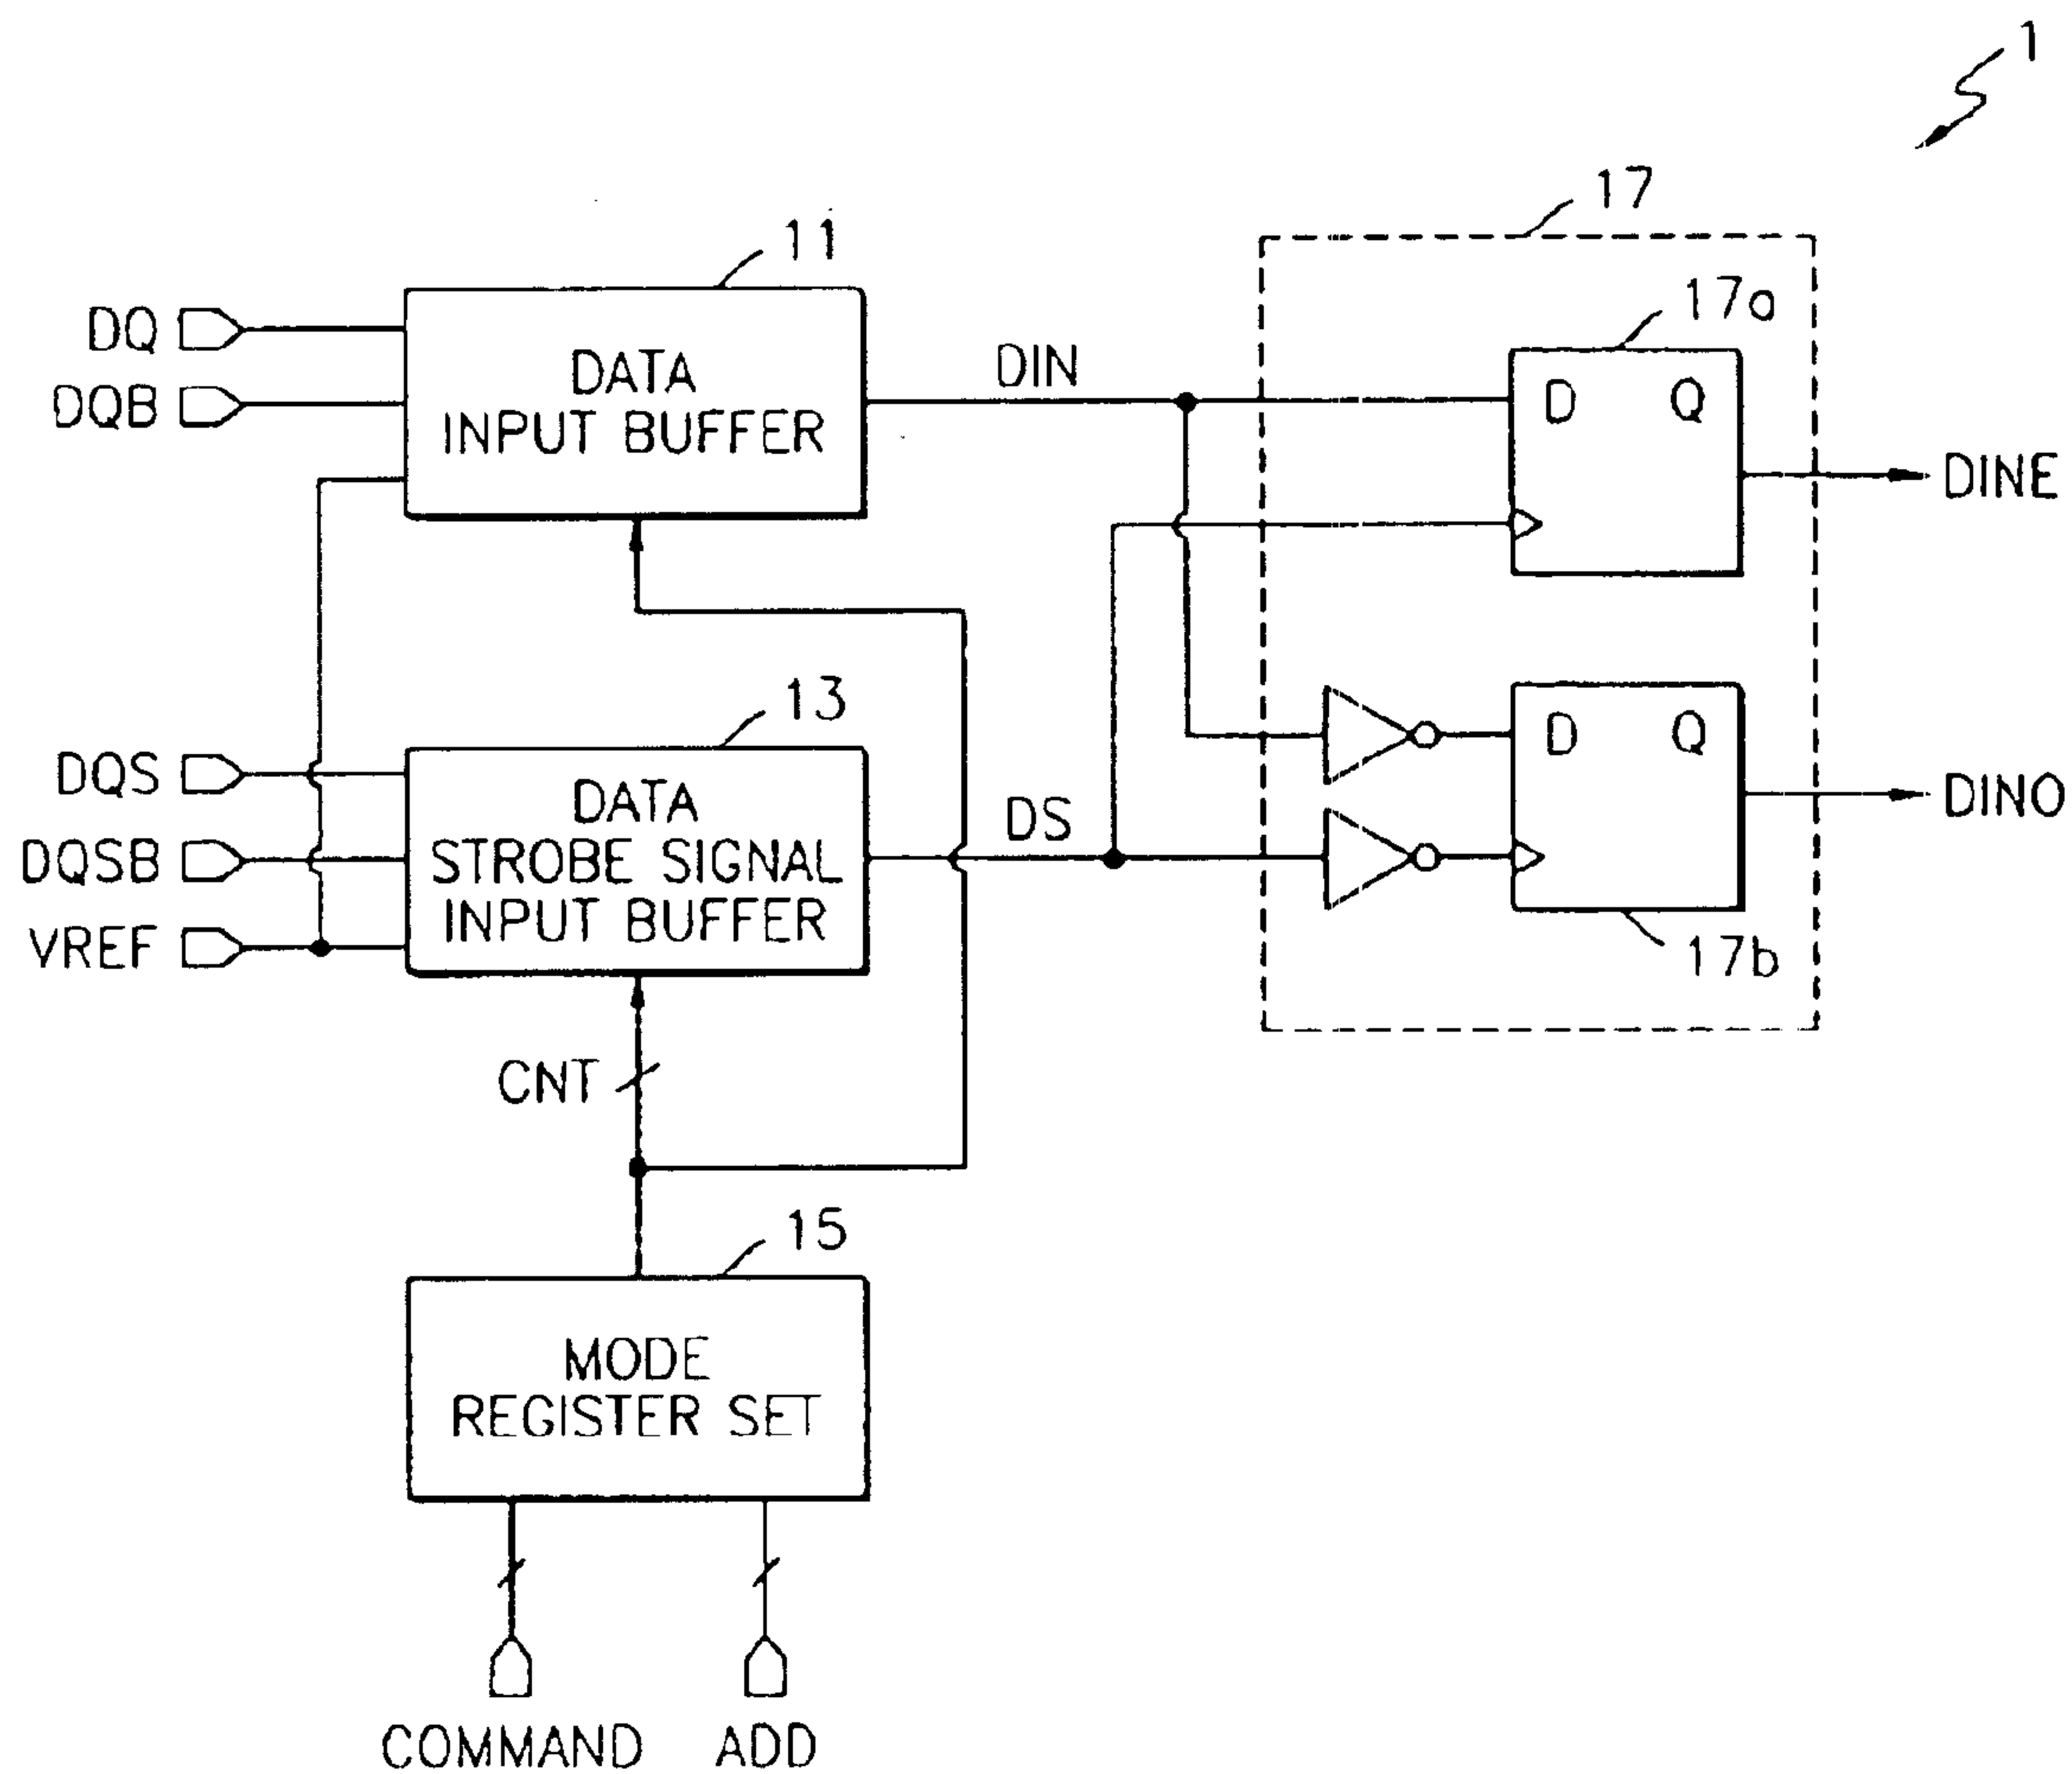 1
17
11
17a
DQ
DQB
DATA
INPUT BUFFER
DIN
D Q
DINE
13
DQS
DQSB
VREF
DATA
STROBE SIGNAL
INPUT BUFFER
DS
D Q
DINO
17b
CNT
15
MODE
REGISTER SET
COMMAND ADD